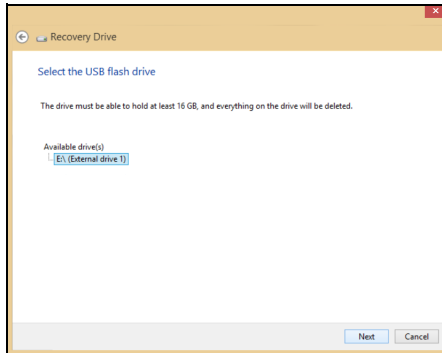 Recovery Drive
Select the USB flash drive
The drive must be able to hold at least 16 GB, and everything on the drive will be deleted.
Available drive(s)
E:\ (External drive 1)
Next Cancel